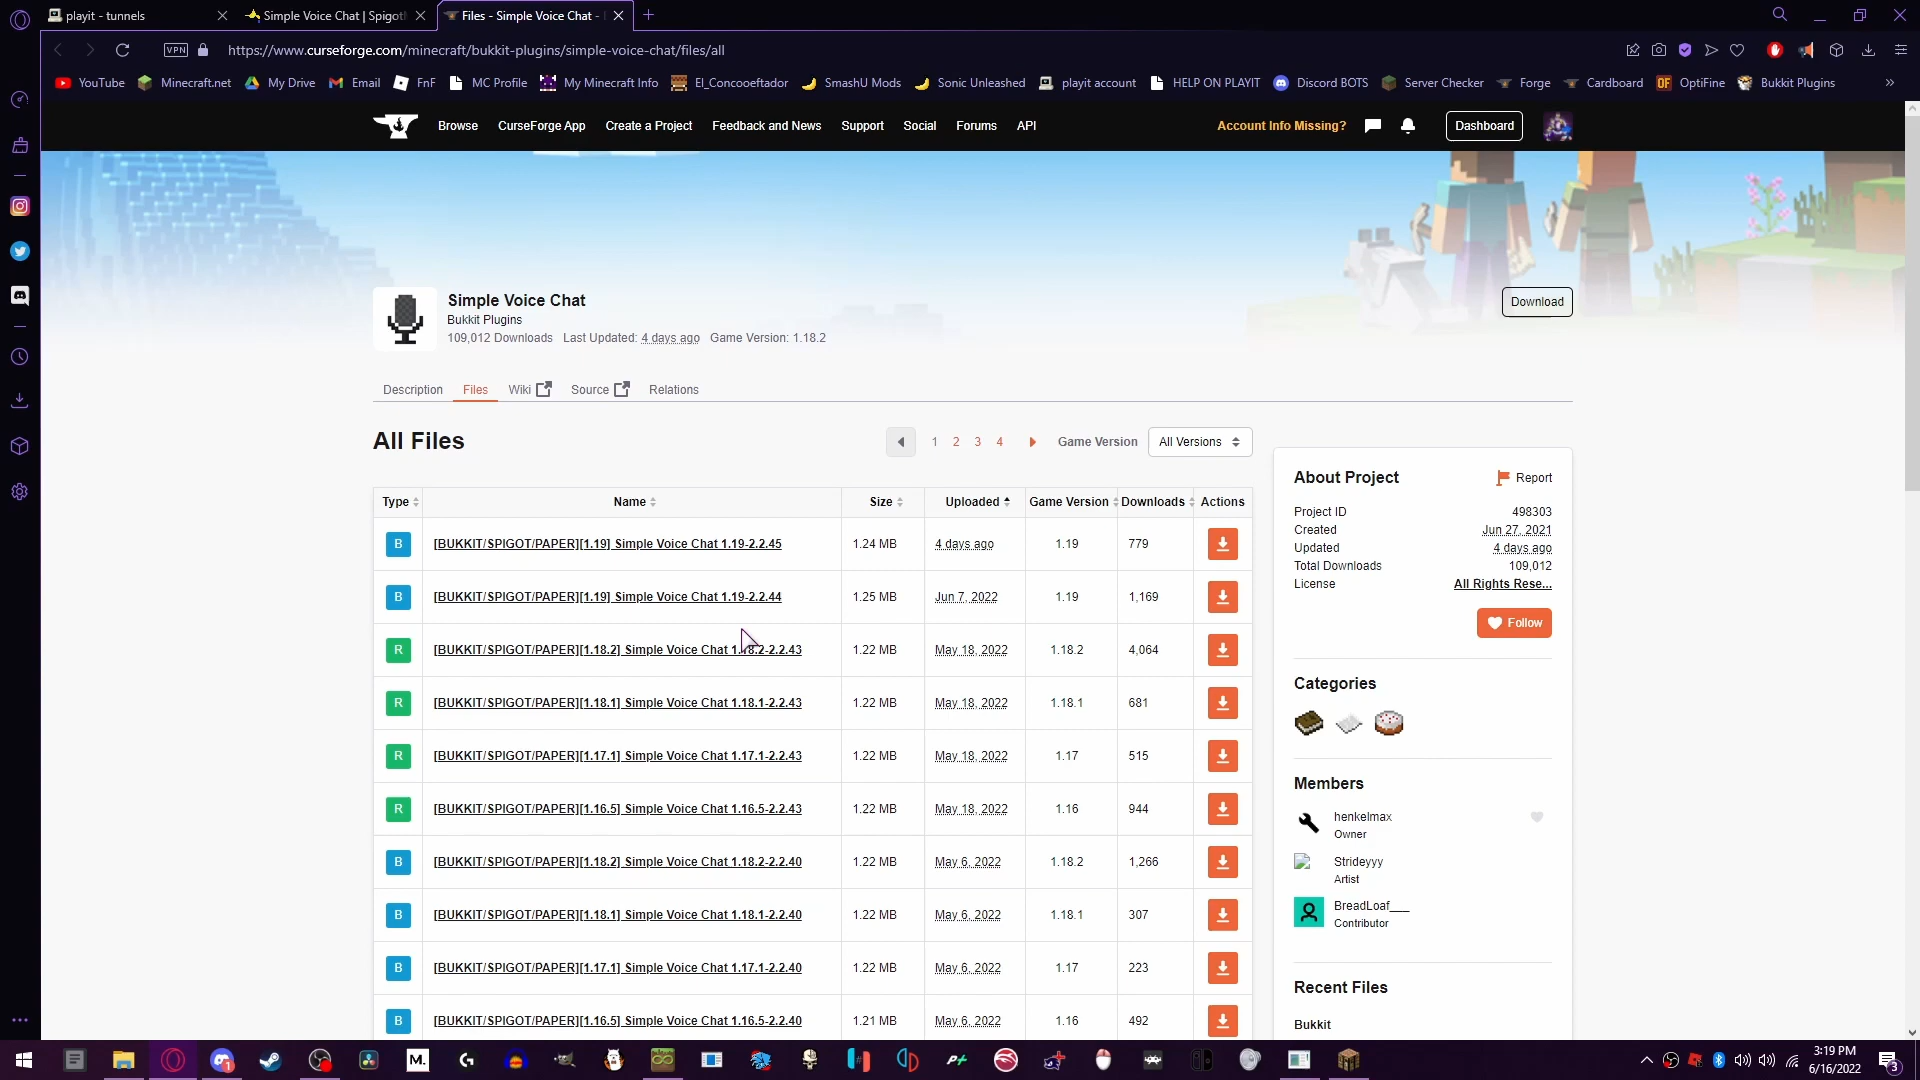 playit - tunnels
Simple Voice Chat | Spigot
Files - Simple Voice Chat -
VPN
https://www.curseforge.com/minecraft/bukkit-plugins/simple-voice-chat/files/all
YouTube Minecraft.net My Drive Email FnF MC Profile My Minecraft Info El_Concooeftador SmashU Mods Sonic Unleashed playit account HELP ON PLAYIT Discord BOTS Server Checker Forge Cardboard OptiFine Bukkit Plugins »
Browse CurseForge App Create a Project Feedback and News Support Social Forums API Account Info Missing? Dashboard
Simple Voice Chat
Bukkit Plugins
109,012 Downloads Last Updated: 4 days ago Game Version: 1.18.2
Download
Description Files Wiki Source Relations
All Files
1 2 3 4 Game Version All Versions
Type Name Size Uploaded Game Version Downloads Actions
B [BUKKIT/SPIGOT/PAPER][1.19] Simple Voice Chat 1.19-2.2.45 1.24 MB 4 days ago 1.19 779
B [BUKKIT/SPIGOT/PAPER][1.19] Simple Voice Chat 1.19-2.2.44 1.25 MB Jun 7, 2022 1.19 1,169
R [BUKKIT/SPIGOT/PAPER][1.18.2] Simple Voice Chat 1.18.2-2.2.43 1.22 MB May 18, 2022 1.18.2 4,064
R [BUKKIT/SPIGOT/PAPER][1.18.1] Simple Voice Chat 1.18.1-2.2.43 1.22 MB May 18, 2022 1.18.1 681
R [BUKKIT/SPIGOT/PAPER][1.17.1] Simple Voice Chat 1.17.1-2.2.43 1.22 MB May 18, 2022 1.17 515
R [BUKKIT/SPIGOT/PAPER][1.16.5] Simple Voice Chat 1.16.5-2.2.43 1.22 MB May 18, 2022 1.16 944
B [BUKKIT/SPIGOT/PAPER][1.18.2] Simple Voice Chat 1.18.2-2.2.40 1.22 MB May 6, 2022 1.18.2 1,266
B [BUKKIT/SPIGOT/PAPER][1.18.1] Simple Voice Chat 1.18.1-2.2.40 1.22 MB May 6, 2022 1.18.1 307
B [BUKKIT/SPIGOT/PAPER][1.17.1] Simple Voice Chat 1.17.1-2.2.40 1.22 MB May 6, 2022 1.17 223
B [BUKKIT/SPIGOT/PAPER][1.16.5] Simple Voice Chat 1.16.5-2.2.40 1.21 MB May 6, 2022 1.16 492
About Project Report
Project ID 498303
Created Jun 27, 2021
Updated 4 days ago
Total Downloads 109,012
License All Rights Rese...
Follow
Categories
Members
henkelmax
Owner
Strideyyy
Artist
BreadLoaf___
Contributor
Recent Files
Bukkit
M.
3:19 PM
6/16/2022
3